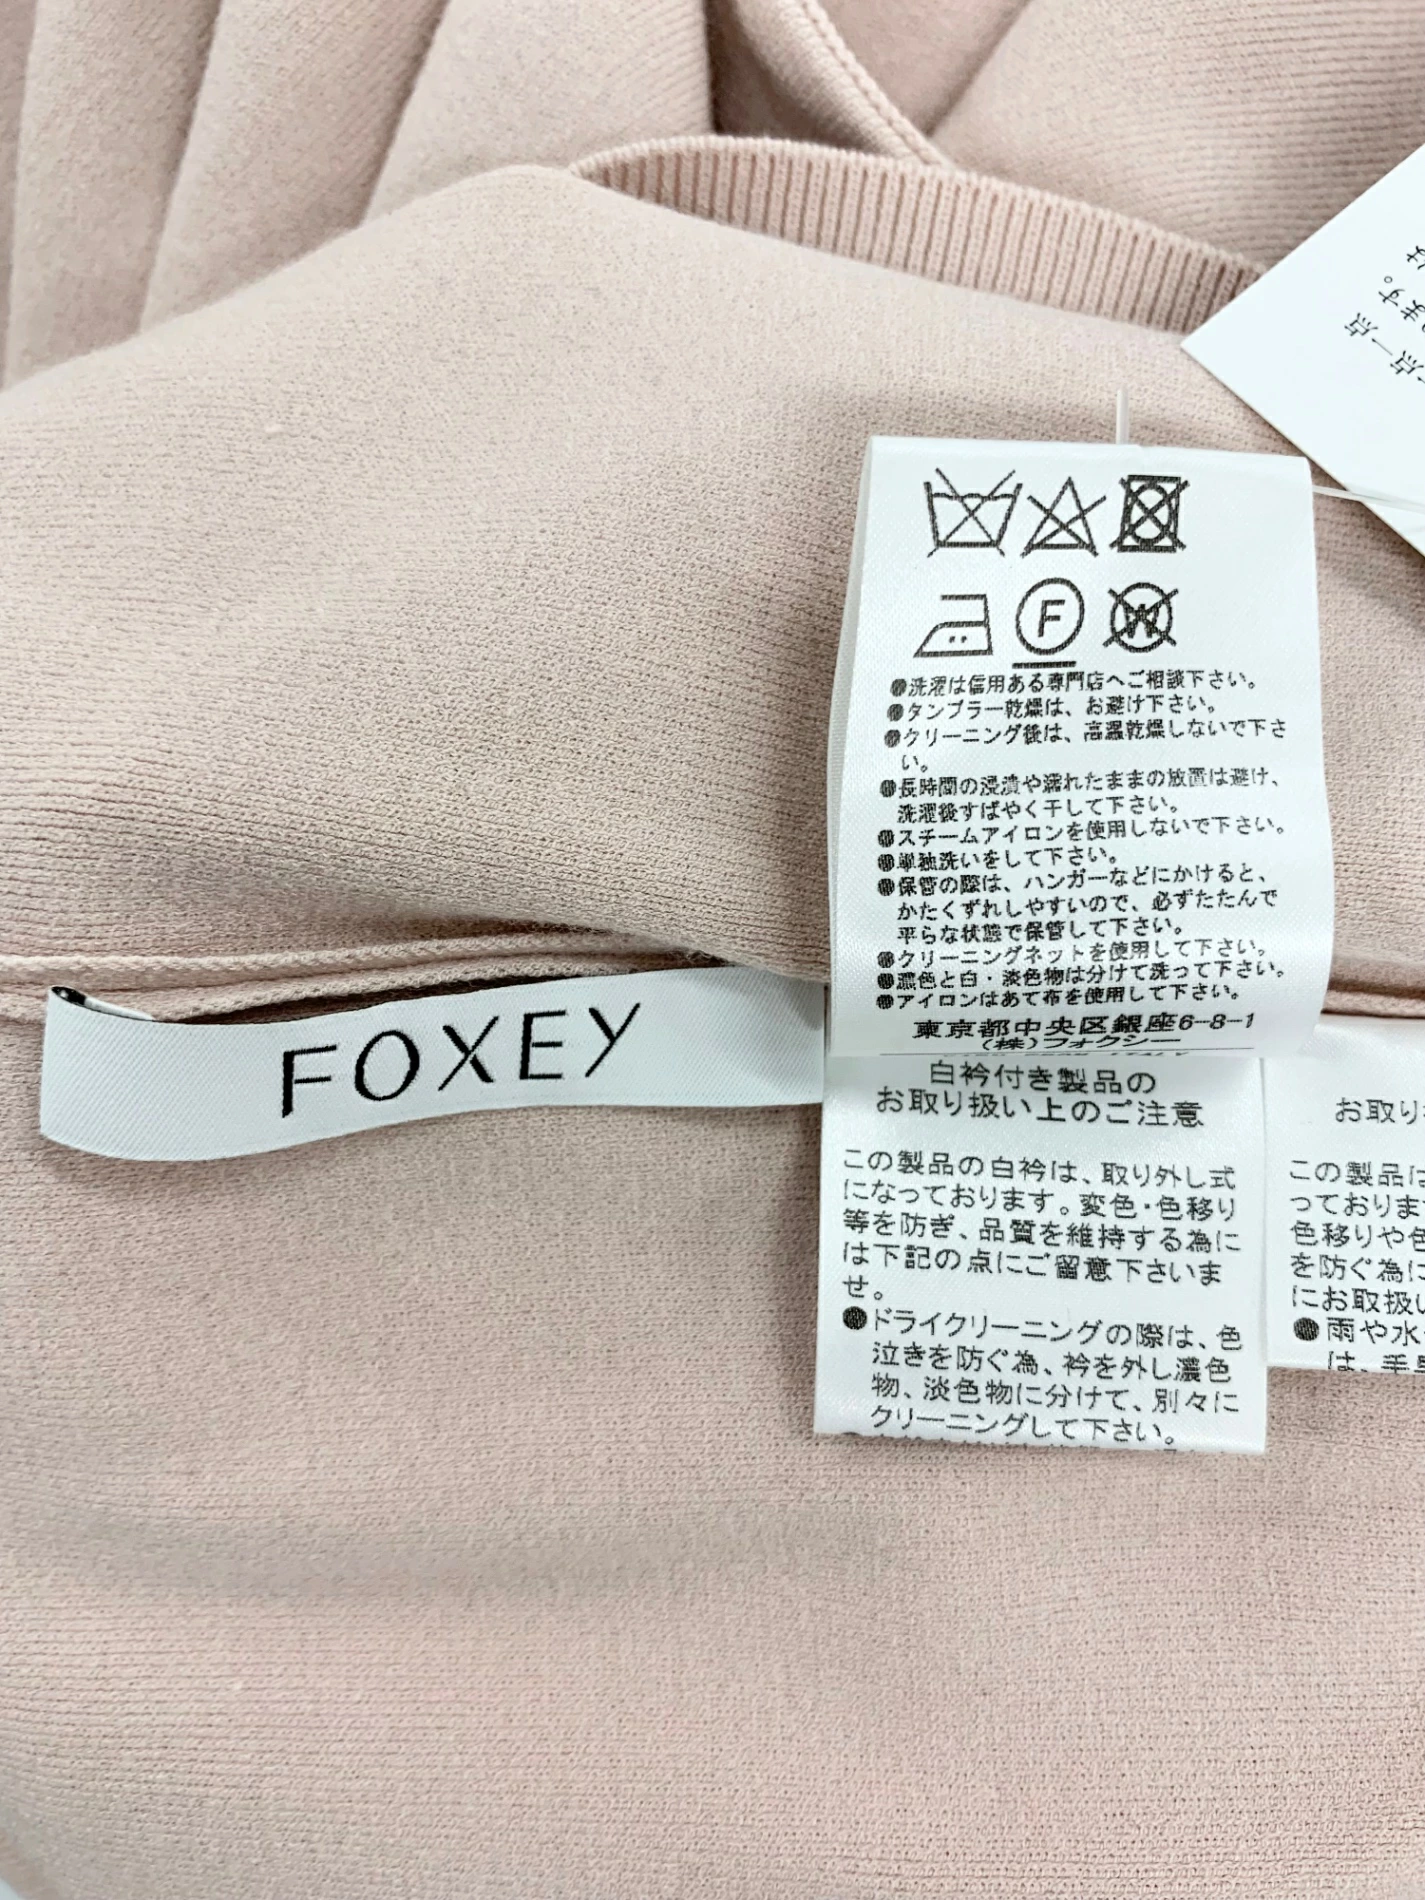 F
W
●洗濯は信用ある専門店へご相談下さい。
●タンブラー乾燥は、お避け下さい。
●クリーニング後は、高温乾燥しないで下さ
い。
●長時間の浸漬や濡れたままの放置は避け、
洗濯後すばやく干して下さい。
●スチームアイロンを使用しないで下さい。
●単独洗いをして下さい。
●保管の際は、ハンガーなどにかけると、
かたくずれしやすいので、必ずたたんで
平らな状態で保管して下さい。
●クリーニングネットを使用して下さい。
●濃色と白・淡色物は分けて洗って下さい。
●アイロンはあて布を使用して下さい。
東京都中央区銀座6-8-1
(株)フォクシー
FOXEY
白衿付き製品の
お取り扱い上のご注意
この製品の白衿は、取り外し式
になっております。変色・色移り
等を防ぎ、品質を維持する為に
は下記の点にご留意下さいま
せ。
●ドライクリーニングの際は、色
泣きを防ぐ為、衿を外し濃色
物、淡色物に分けて、別々に
クリーニングして下さい。
お取り
この製品は
っておりま
色移りや色
を防ぐ為に
にお取扱い
●雨や水
は、手早
点一点
ます。
は